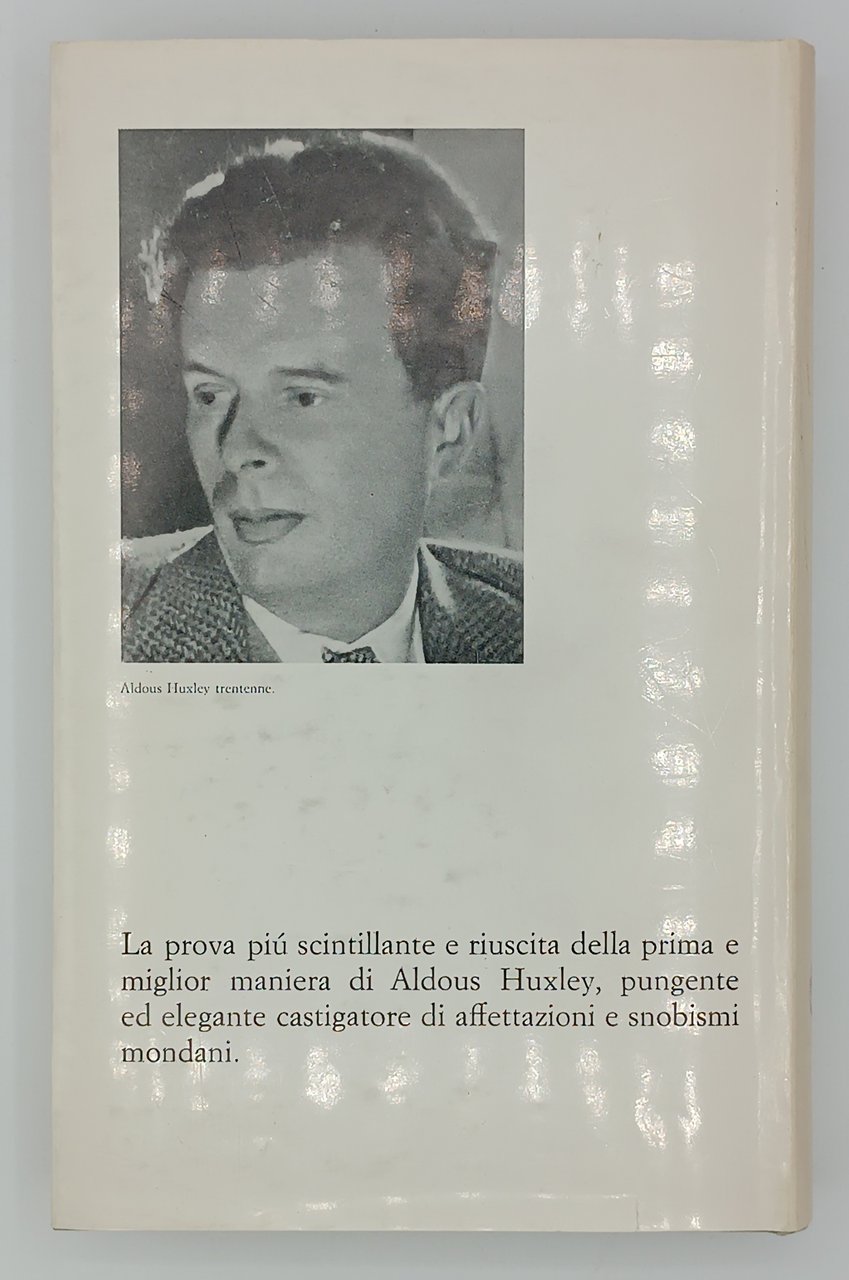 Aldous Huxley trentenne.
La prova piú scintillante e riuscita della prima e
miglior maniera di Aldous Huxley, pungente
ed elegante castigatore di affettazioni e snobismi
mondani.